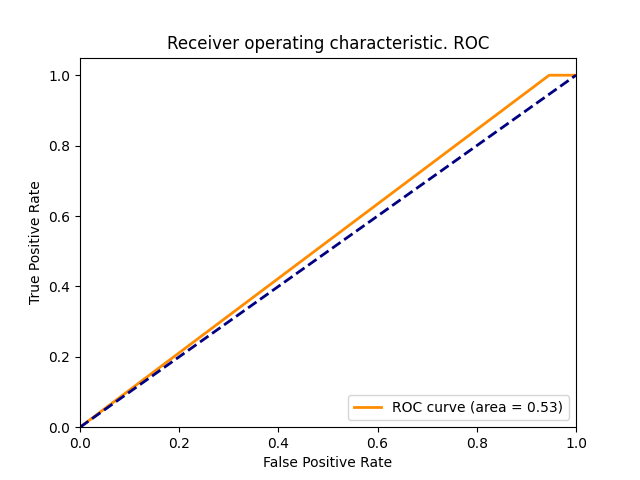 Receiver operating characteristic. ROC
True Positive Rate
1.0
0.8
0.6
0.4
0.2
0.0
ROC curve (area = 0.53)
0.0 0.2 0.4 0.6 0.8 1.0
False Positive Rate